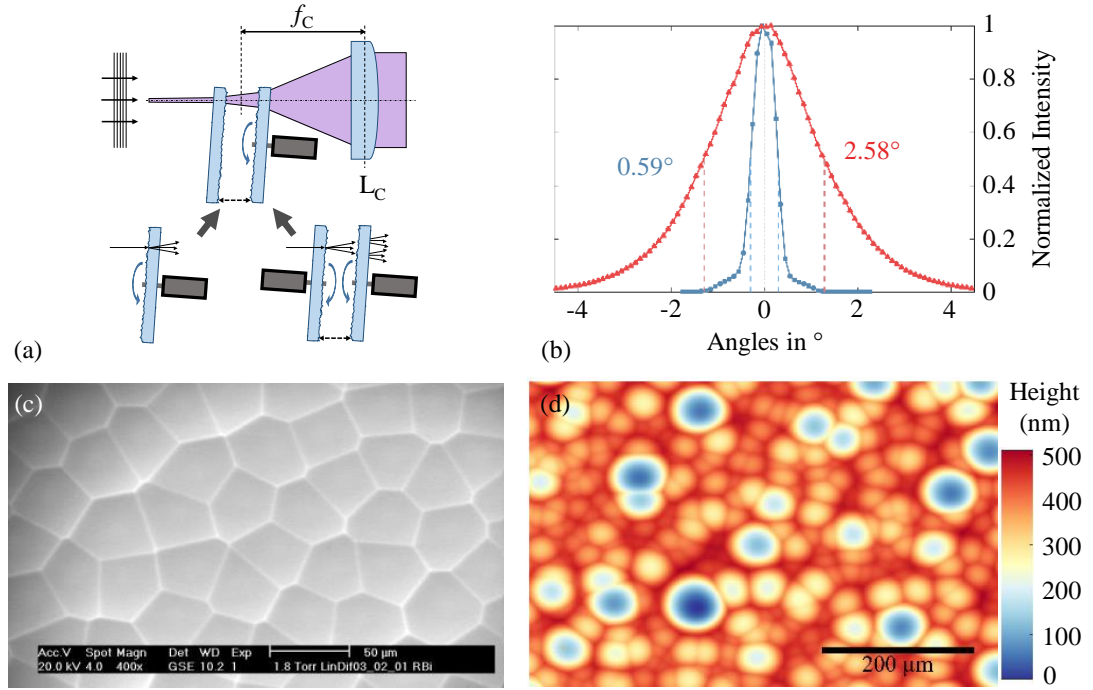 f_C
L_C
(a)
0.59°
2.58°
1
0.8
0.6
0.4
0.2
0
Normalized Intensity
-4
-2
0
2
4
Angles in °
(b)
(c)
Acc.V Spot Magn Det WD Exp 50 µm
20.0 kV 4.0 400x GSE 10.2 1 1.8 Torr LinDif03_02_01 RBi
(d)
200 µm
Height
(nm)
500
400
300
200
100
0